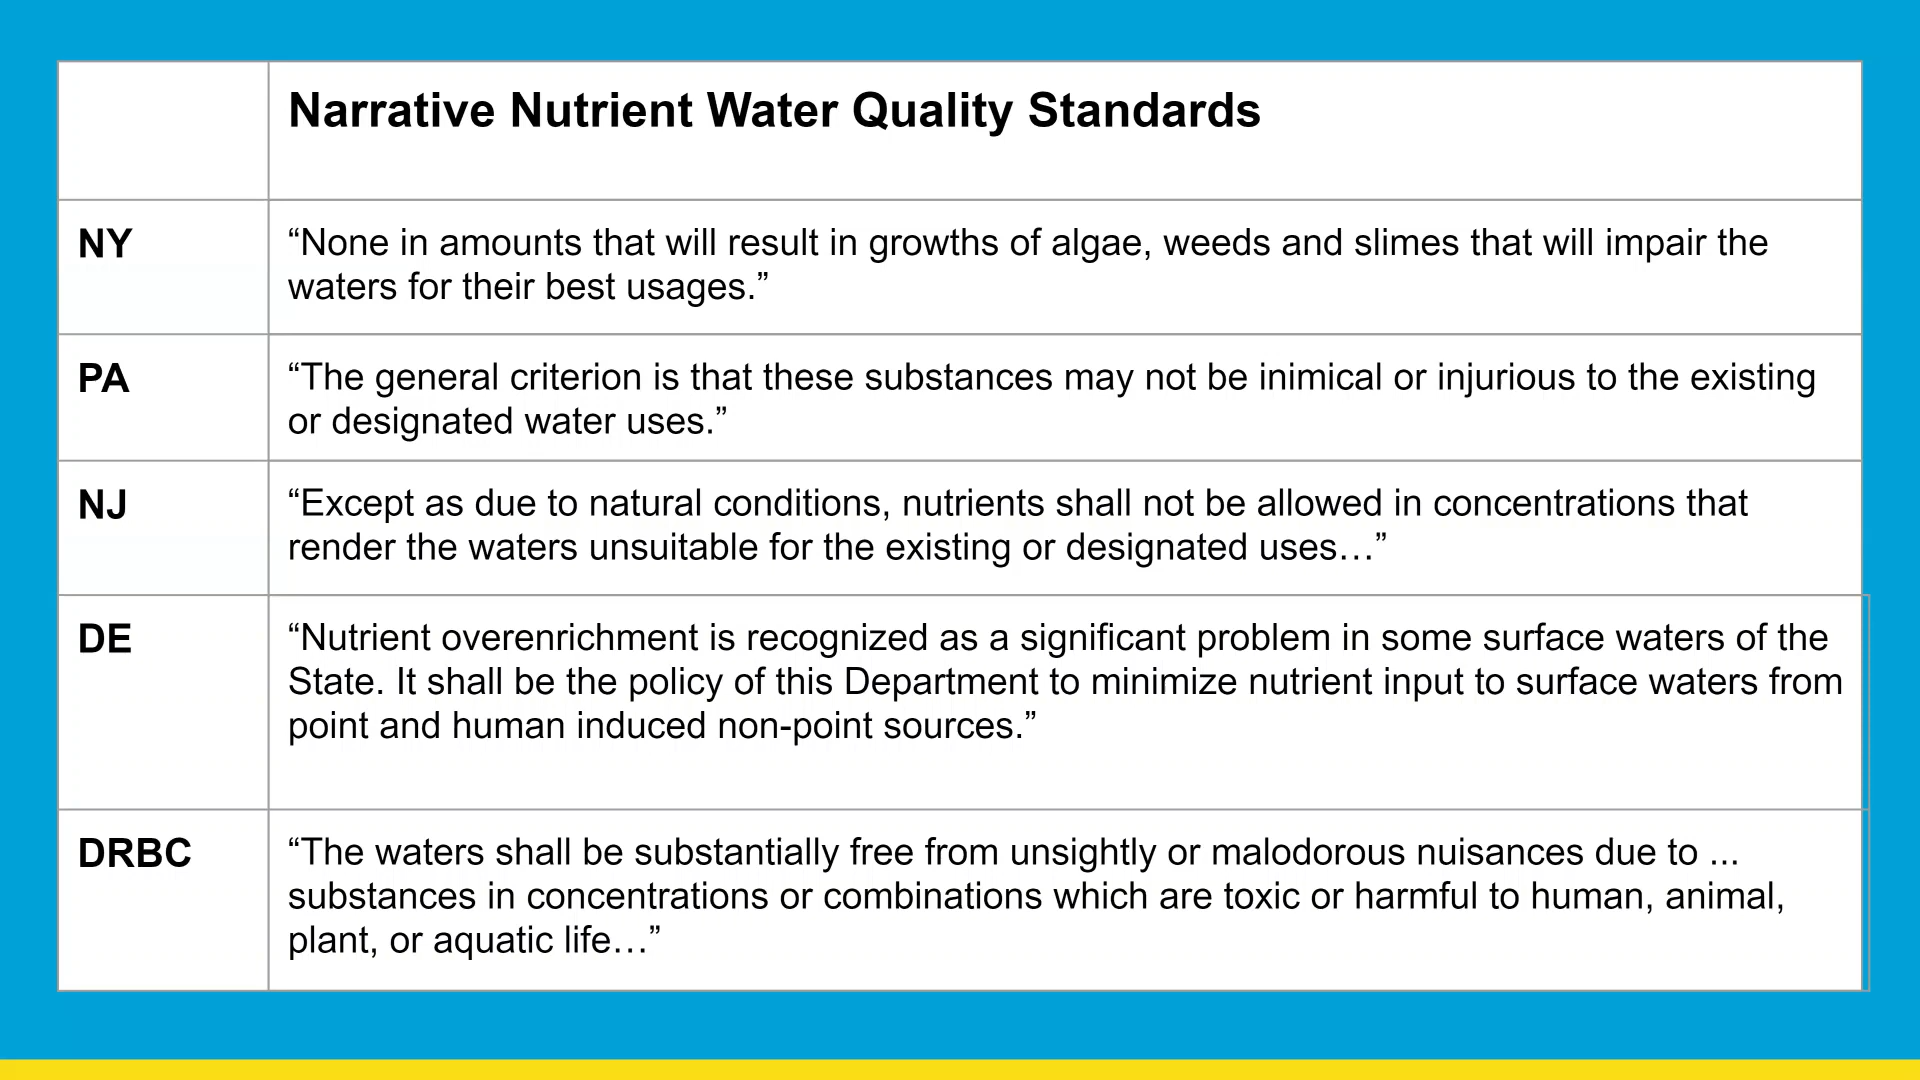 Narrative Nutrient Water Quality Standards
NY
“None in amounts that will result in growths of algae, weeds and slimes that will impair the
waters for their best usages.”
PA
“The general criterion is that these substances may not be inimical or injurious to the existing
or designated water uses.”
NJ
“Except as due to natural conditions, nutrients shall not be allowed in concentrations that
render the waters unsuitable for the existing or designated uses…”
DE
“Nutrient overenrichment is recognized as a significant problem in some surface waters of the
State. It shall be the policy of this Department to minimize nutrient input to surface waters from
point and human induced non-point sources.”
DRBC
“The waters shall be substantially free from unsightly or malodorous nuisances due to ...
substances in concentrations or combinations which are toxic or harmful to human, animal,
plant, or aquatic life…”